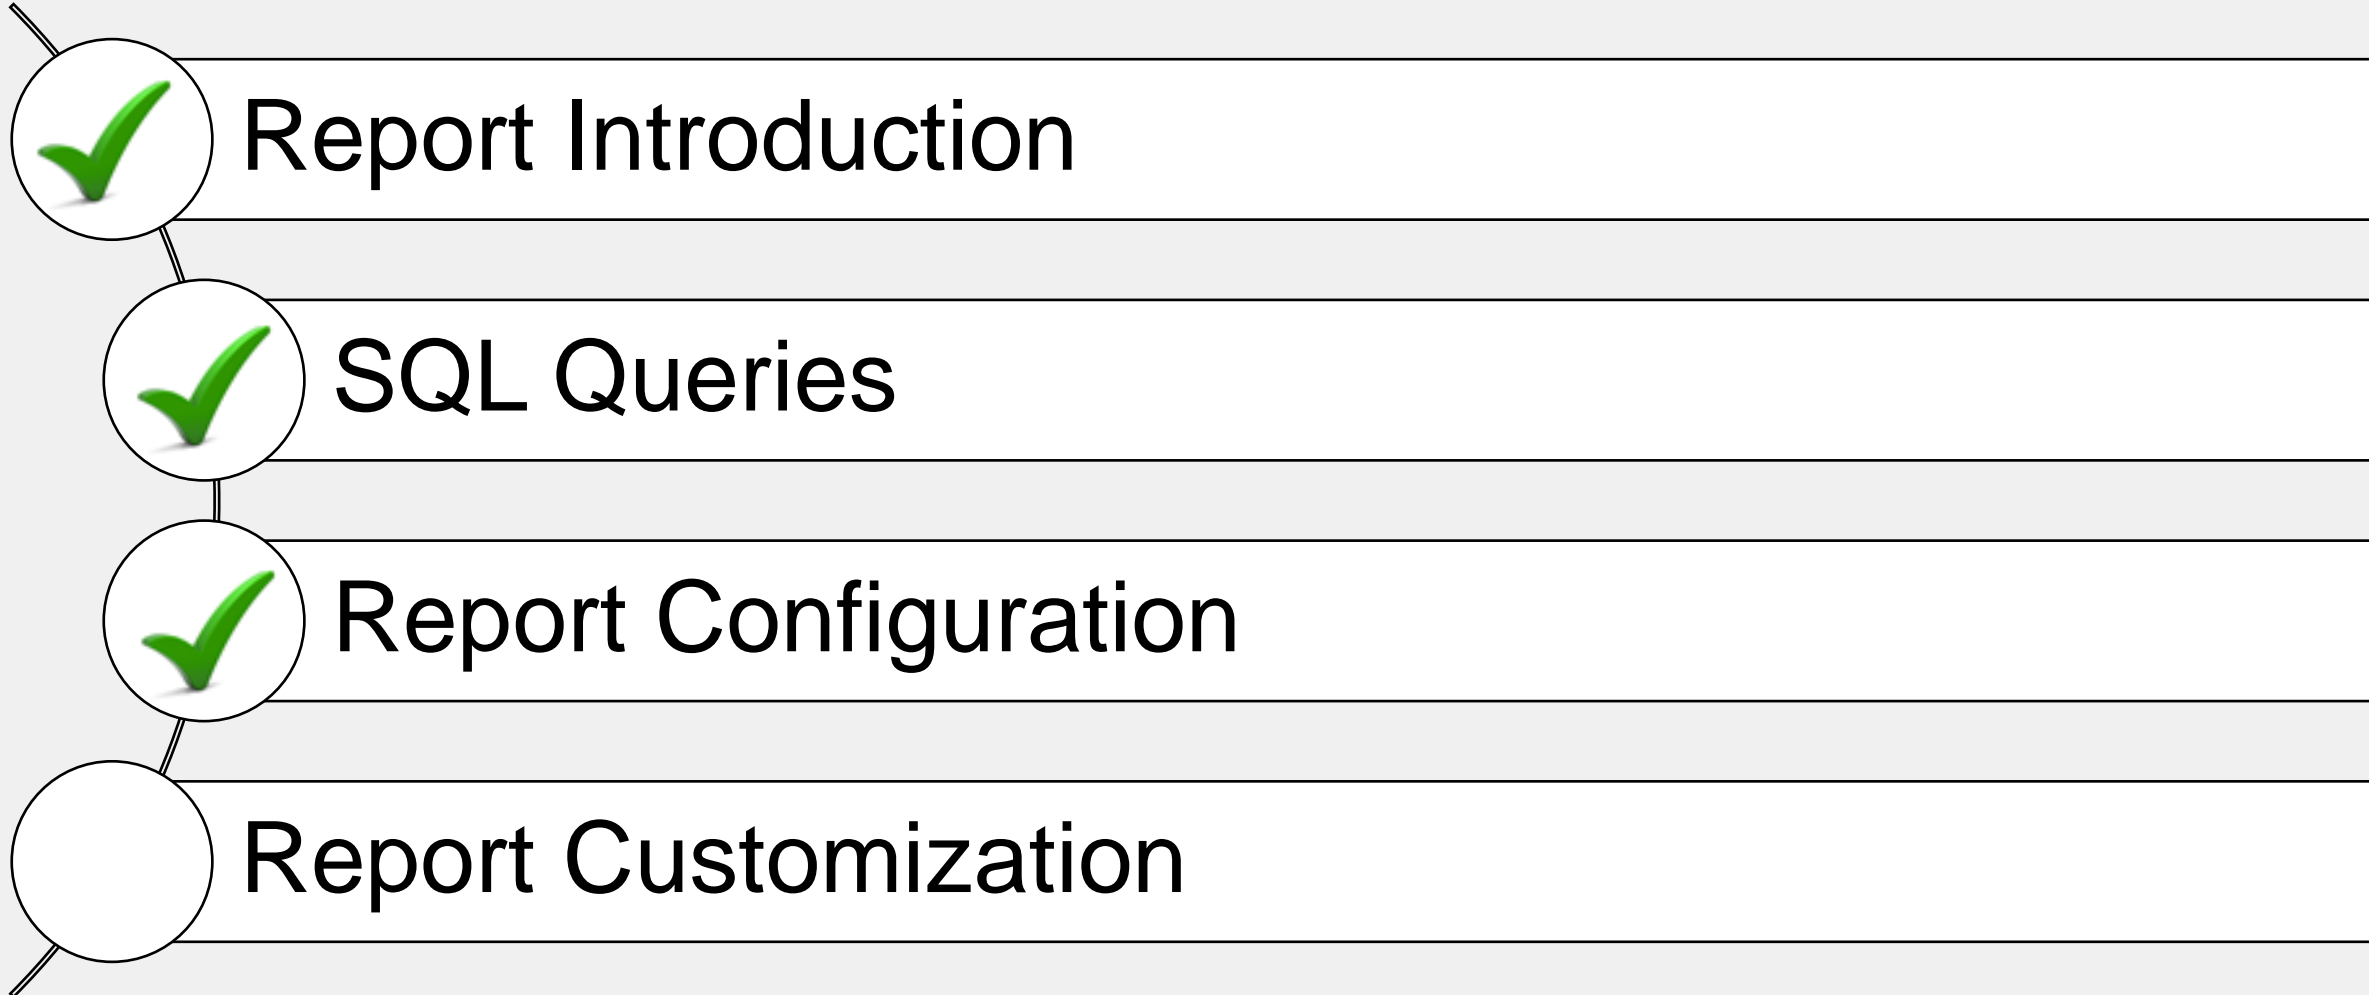 Report Introduction
SQL Queries
Report Configuration
Report Customization